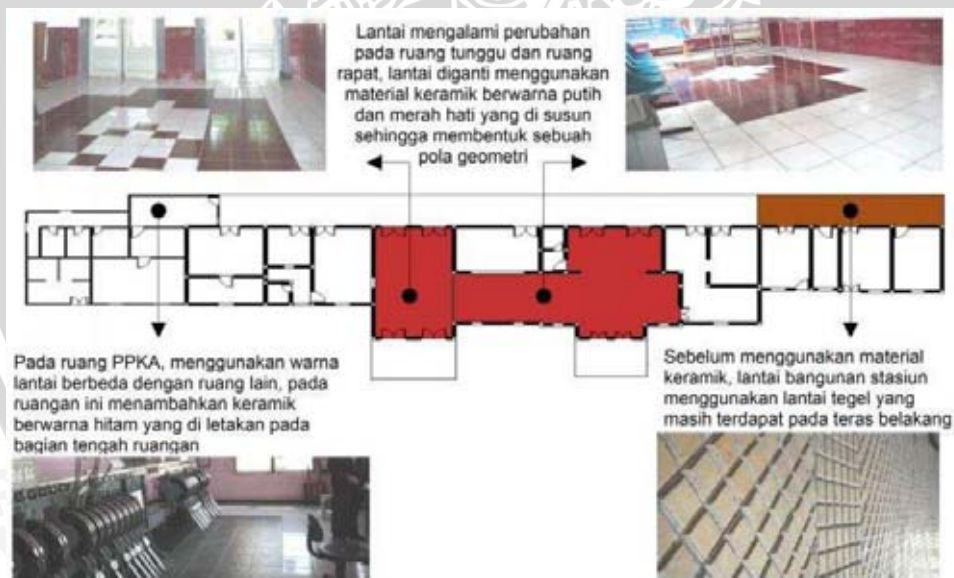 Lantai mengalami perubahan
pada ruang tunggu dan ruang
rapat, lantai diganti menggunakan
material keramik berwarna putih
dan merah hati yang di susun
sehingga membentuk sebuah
pola geometri
Pada ruang PPKA, menggunakan warna
lantai berbeda dengan ruang lain, pada
ruangan ini menambahkan keramik
berwarna hitam yang di letakan pada
bagian tengah ruangan
Sebelum menggunakan material
keramik, lantai bangunan stasiun
menggunakan lantai tegel yang
masih terdapat pada teras belakang